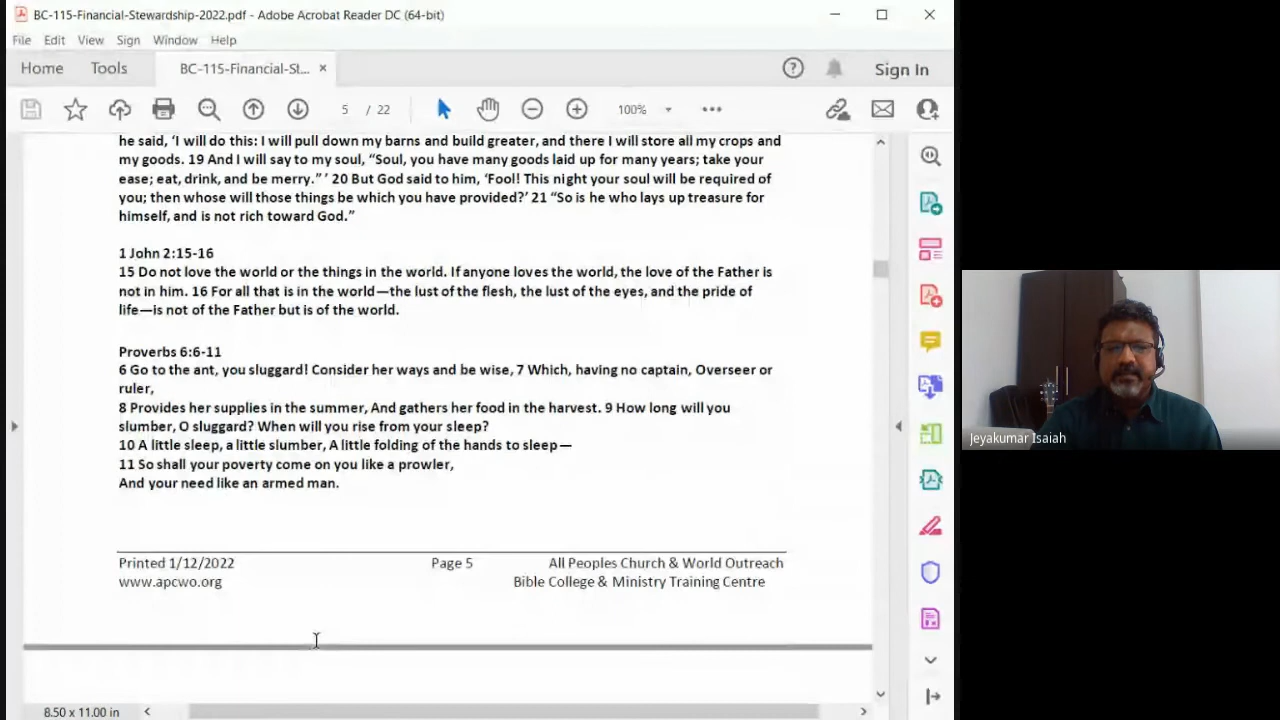 BC-115-Financial-Stewardship-2022.pdf - Adobe Acrobat Reader DC (64-bit)
File Edit View Sign Window Help
Home Tools BC-115-Financial-St... × Sign In
5 / 22 100%
he said, ‘I will do this: I will pull down my barns and build greater, and there I will store all my crops and
my goods. 19 And I will say to my soul, “Soul, you have many goods laid up for many years; take your
ease; eat, drink, and be merry.” ’ 20 But God said to him, ‘Fool! This night your soul will be required of
you; then whose will those things be which you have provided?’ 21 “So is he who lays up treasure for
himself, and is not rich toward God.”
1 John 2:15-16
15 Do not love the world or the things in the world. If anyone loves the world, the love of the Father is
not in him. 16 For all that is in the world—the lust of the flesh, the lust of the eyes, and the pride of
life—is not of the Father but is of the world.
Proverbs 6:6-11
6 Go to the ant, you sluggard! Consider her ways and be wise, 7 Which, having no captain, Overseer or
ruler,
8 Provides her supplies in the summer, And gathers her food in the harvest. 9 How long will you
slumber, O sluggard? When will you rise from your sleep?
10 A little sleep, a little slumber, A little folding of the hands to sleep—
11 So shall your poverty come on you like a prowler,
And your need like an armed man.
Printed 1/12/2022 Page 5 All Peoples Church & World Outreach
www.apcwo.org Bible College & Ministry Training Centre
8.50 x 11.00 in
Jeyakumar Isaiah